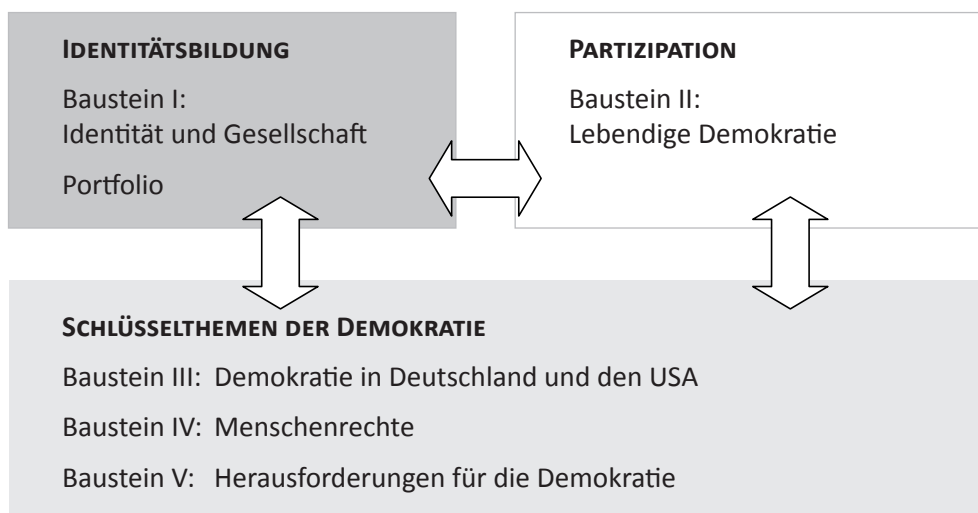 IDENTITÄTSBILDUNG
Baustein I:
Identität und Gesellschaft
Portfolio
PARTIZIPATION
Baustein II:
Lebendige Demokratie
SCHLÜSSELTHEMEN DER DEMOKRATIE
Baustein III: Demokratie in Deutschland und den USA
Baustein IV: Menschenrechte
Baustein V: Herausforderungen für die Demokratie